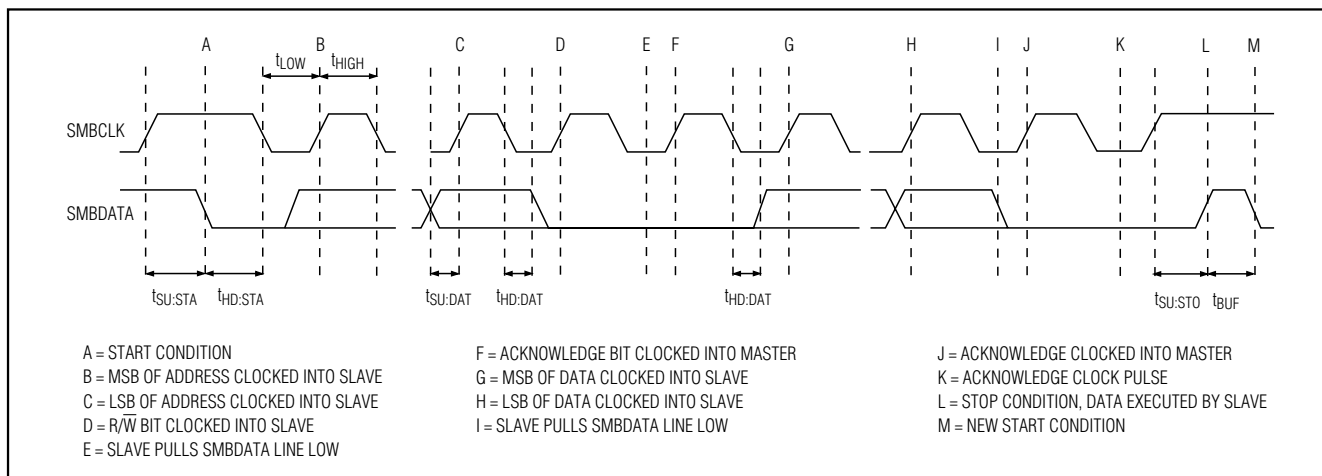 A B C D E F G H I J K L M
tLOW tHIGH
SMBCLK
SMBDATA
tSU:STA tHD:STA tSU:DAT tHD:DAT tHD:DAT tSU:STO tBUF
A = START CONDITION
B = MSB OF ADDRESS CLOCKED INTO SLAVE
C = LSB OF ADDRESS CLOCKED INTO SLAVE
D = R/W̅ BIT CLOCKED INTO SLAVE
E = SLAVE PULLS SMBDATA LINE LOW
F = ACKNOWLEDGE BIT CLOCKED INTO MASTER
G = MSB OF DATA CLOCKED INTO SLAVE
H = LSB OF DATA CLOCKED INTO SLAVE
I = SLAVE PULLS SMBDATA LINE LOW
J = ACKNOWLEDGE CLOCKED INTO MASTER
K = ACKNOWLEDGE CLOCK PULSE
L = STOP CONDITION, DATA EXECUTED BY SLAVE
M = NEW START CONDITION